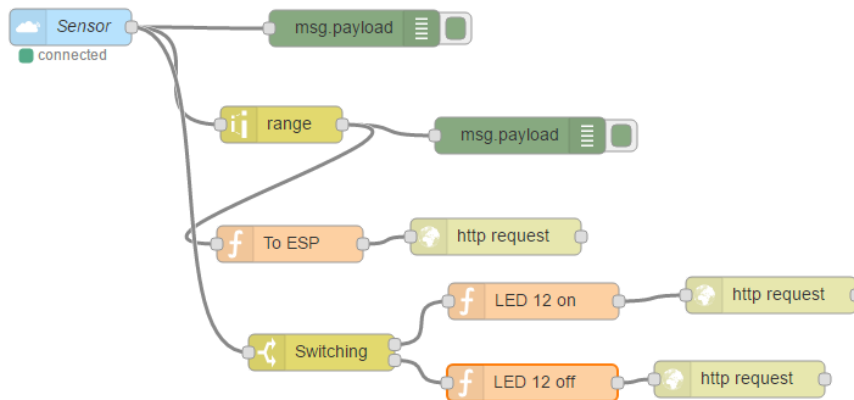 Sensor
connected
msg.payload
range
msg.payload
To ESP
http request
LED 12 on
http request
Switching
LED 12 off
http request